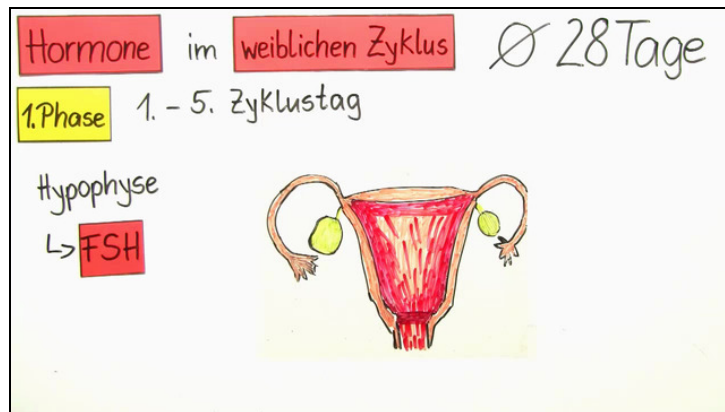 Hormone im weiblichen Zyklus Ø 28 Tage
1. Phase 1. - 5. Zyklustag
Hypophyse
↳ FSH